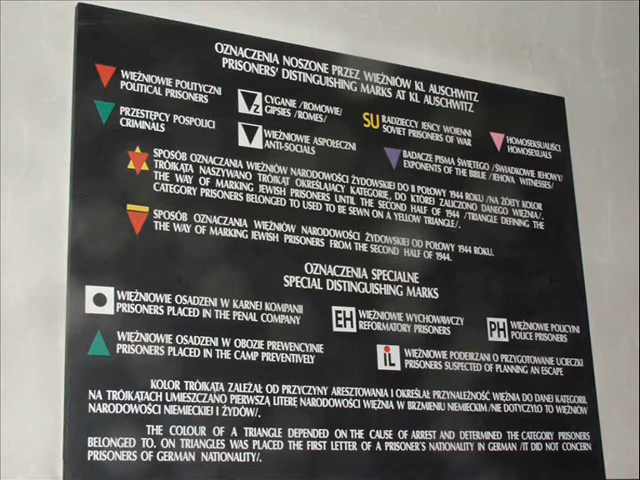 OZNACZENIA NOSZONE PRZEZ WIĘŹNIÓW KL AUSCHWITZ
PRISONERS' DISTINGUISHING MARKS AT KL AUSCHWITZ
WIĘŹNIOWIE POLITYCZNI
POLITICAL PRISONERS
Z
CYGANIE /ROMOWIE/
GIPSIES /ROMES/
SU
RADZIECCY JEŃCY WOJENNI
SOVIET PRISONERS OF WAR
HOMOSEKSUALIŚCI
HOMOSEXUALS
PRZESTĘPCY POSPOLICI
CRIMINALS
WIĘŹNIOWIE ASPOŁECZNI
ANTI-SOCIALS
BADACZE PISMA ŚWIĘTEGO /ŚWIADKOWIE JEHOWY/
EXPONENTS OF THE BIBLE /JEHOVA WITNESSES/
SPOSÓB OZNACZANIA WIĘŹNIÓW NARODOWOŚCI ŻYDOWSKIEJ DO II POŁOWY 1944 ROKU /NA ŻÓŁTY KOLOR
TRÓJKĄTA NASZYWANO TRÓJKĄT OKREŚLAJĄCY KATEGORIĘ, DO KTÓREJ ZALICZONO DANEGO WIĘŹNIA/.
THE WAY OF MARKING JEWISH PRISONERS UNTIL THE SECOND HALF OF 1944 /TRIANGLE DEFINING THE
CATEGORY PRISONERS BELONGED TO USED TO BE SEWN ON A YELLOW TRIANGLE/.
SPOSÓB OZNACZANIA WIĘŹNIÓW NARODOWOŚCI ŻYDOWSKIEJ OD POŁOWY 1944 ROKU.
THE WAY OF MARKING JEWISH PRISONERS FROM THE SECOND HALF OF 1944.
OZNACZENIA SPECJALNE
SPECIAL DISTINGUISHING MARKS
WIĘŹNIOWIE OSADZENI W KARNEJ KOMPANII
PRISONERS PLACED IN THE PENAL COMPANY
EH
WIĘŹNIOWIE WYCHOWAWCZY
REFORMATORY PRISONERS
PH
WIĘŹNIOWIE POLICYJNI
POLICE PRISONERS
WIĘŹNIOWIE OSADZENI W OBOZIE PREWENCYJNIE
PRISONERS PLACED IN THE CAMP PREVENTIVELY
iL
WIĘŹNIOWIE PODEJRZANI O PRZYGOTOWANIE UCIECZKI
PRISONERS SUSPECTED OF PLANNING AN ESCAPE
KOLOR TRÓJKĄTA ZALEŻAŁ OD PRZYCZYNY ARESZTOWANIA I OKREŚLAŁ PRZYNALEŻNOŚĆ WIĘŹNIA DO DANEJ KATEGORII.
NA TRÓJKĄTACH UMIESZCZANO PIERWSZĄ LITERĘ NARODOWOŚCI WIĘŹNIA W BRZMIENIU NIEMIECKIM /NIE DOTYCZYŁO TO WIĘŹNIÓW
NARODOWOŚCI NIEMIECKIEJ I ŻYDÓW/.
THE COLOUR OF A TRIANGLE DEPENDED ON THE CAUSE OF ARREST AND DETERMINED THE CATEGORY PRISONERS
BELONGED TO. ON TRIANGLES WAS PLACED THE FIRST LETTER OF A PRISONER'S NATIONALITY IN GERMAN /IT DID NOT CONCERN
PRISONERS OF GERMAN NATIONALITY/.